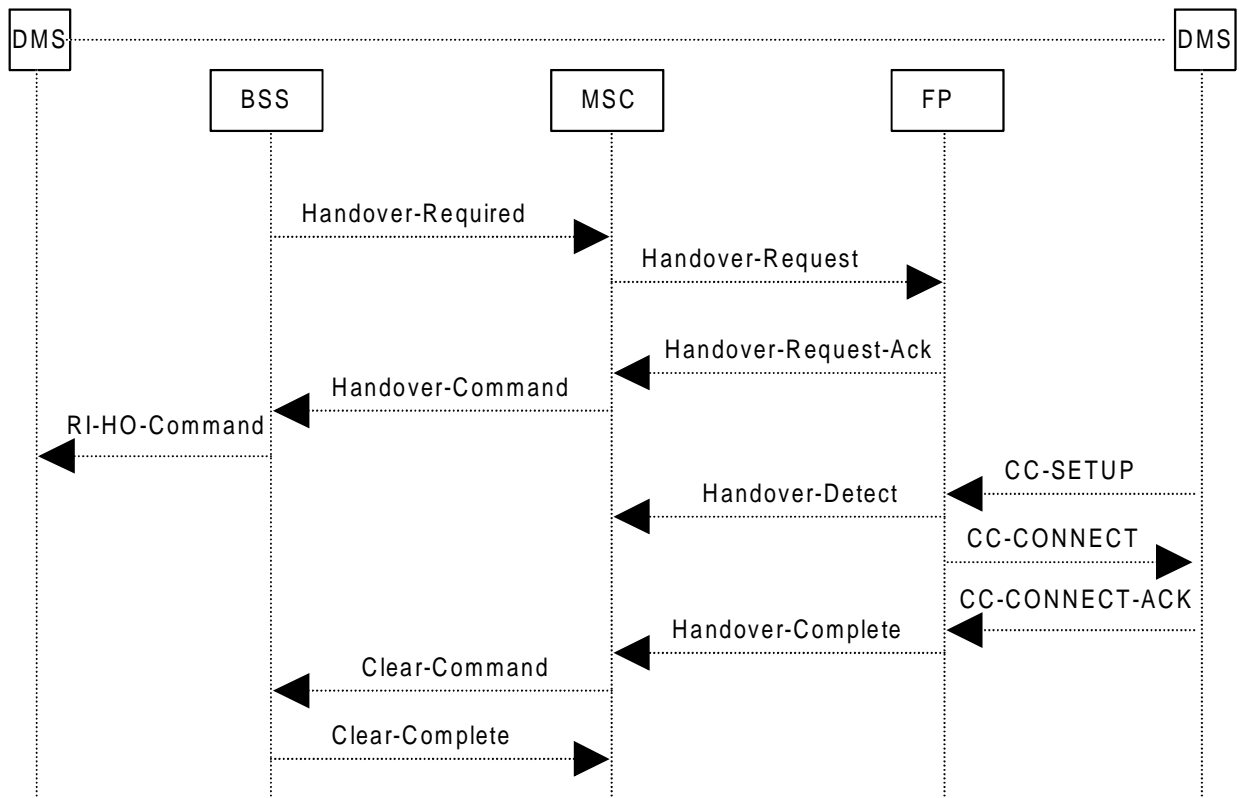 DMS
DMS
BSS
MSC
FP
Handover-Required
Handover-Request
Handover-Request-Ack
Handover-Command
RI-HO-Command
CC-SETUP
Handover-Detect
CC-CONNECT
CC-CONNECT-ACK
Handover-Complete
Clear-Command
Clear-Complete